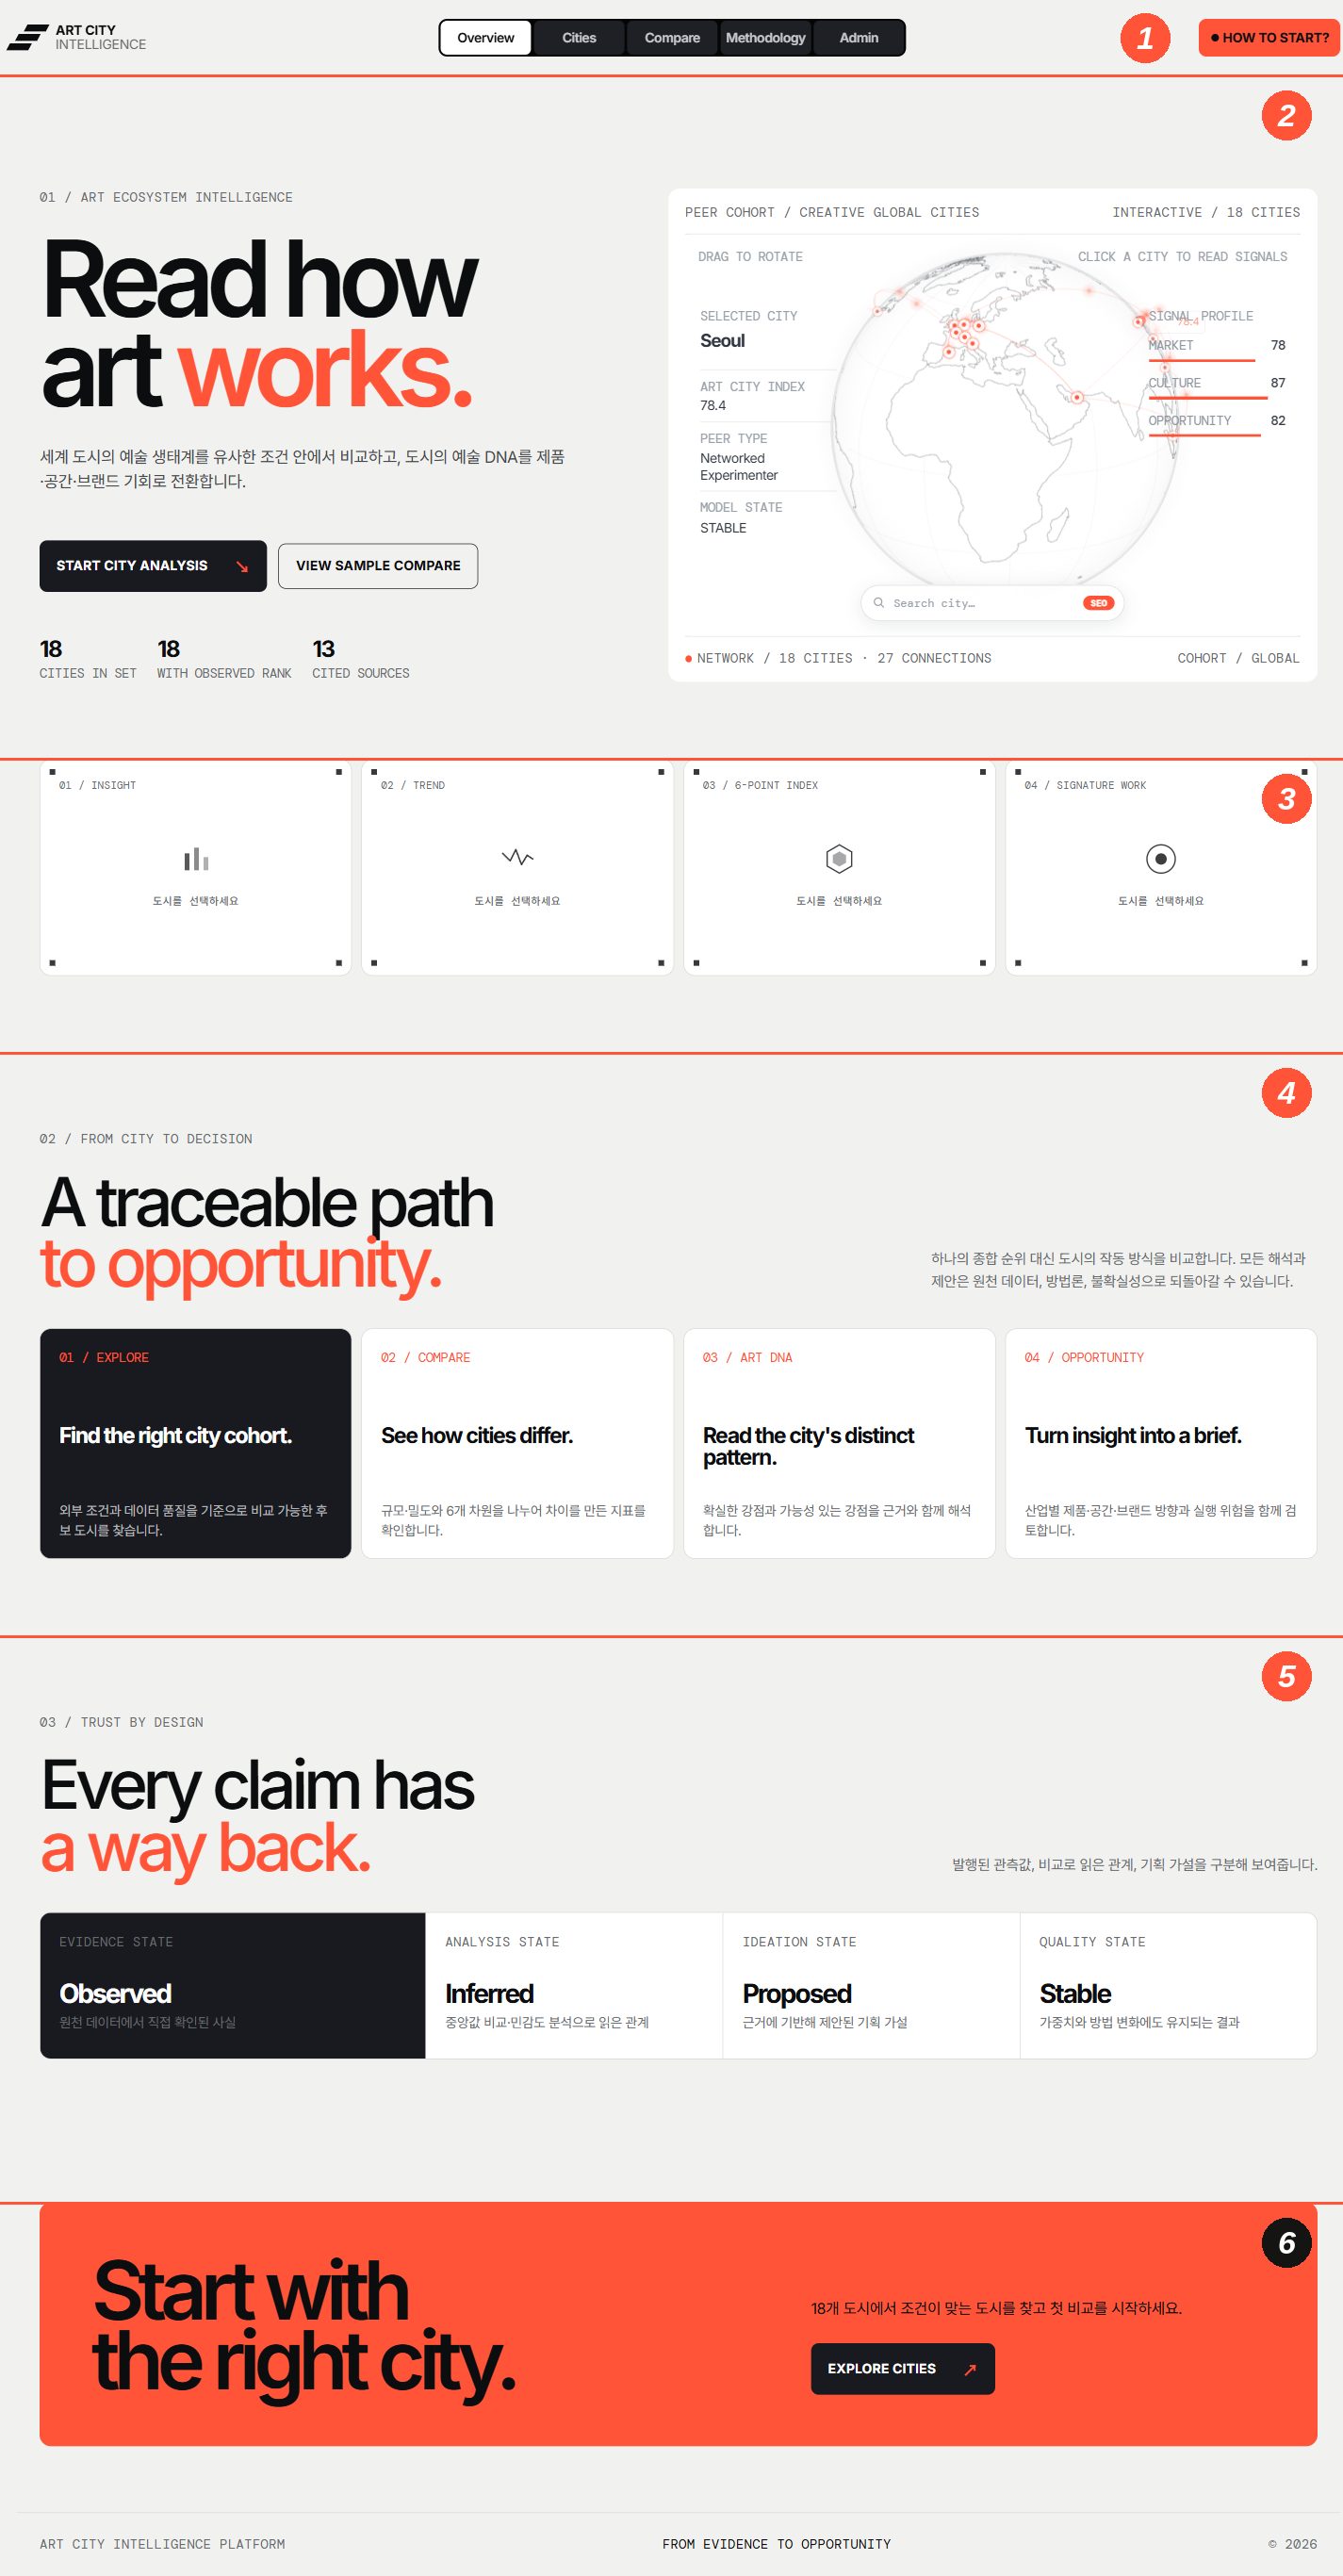 ART CITY
INTELLIGENCE
Overview
Cities
Compare
Methodology
Admin
1
HOW TO START?
2
01 / ART ECOSYSTEM INTELLIGENCE
Read how
art works.
세계 도시의 예술 생태계를 유사한 조건 안에서 비교하고, 도시의 예술 DNA를 제품
·공간·브랜드 기회로 전환합니다.
START CITY ANALYSIS ↘
VIEW SAMPLE COMPARE
18
CITIES IN SET
18
WITH OBSERVED RANK
13
CITED SOURCES
PEER COHORT / CREATIVE GLOBAL CITIES
INTERACTIVE / 18 CITIES
DRAG TO ROTATE
CLICK A CITY TO READ SIGNALS
SELECTED CITY
Seoul
ART CITY INDEX
78.4
PEER TYPE
Networked
Experimenter
MODEL STATE
STABLE
SIGNAL PROFILE
78.4
MARKET 78
CULTURE 87
OPPORTUNITY 82
Search city…
SEO
NETWORK / 18 CITIES · 27 CONNECTIONS
COHORT / GLOBAL
3
01 / INSIGHT
도시를 선택하세요
02 / TREND
도시를 선택하세요
03 / 6-POINT INDEX
도시를 선택하세요
04 / SIGNATURE WORK
도시를 선택하세요
4
02 / FROM CITY TO DECISION
A traceable path
to opportunity.
하나의 종합 순위 대신 도시의 작동 방식을 비교합니다. 모든 해석과
제안은 원천 데이터, 방법론, 불확실성으로 되돌아갈 수 있습니다.
01 / EXPLORE
Find the right city cohort.
외부 조건과 데이터 품질을 기준으로 비교 가능한 후
보 도시를 찾습니다.
02 / COMPARE
See how cities differ.
규모·밀도와 6개 차원을 나누어 차이를 만든 지표를
확인합니다.
03 / ART DNA
Read the city's distinct
pattern.
확실한 강점과 가능성 있는 강점을 근거와 함께 해석
합니다.
04 / OPPORTUNITY
Turn insight into a brief.
산업별 제품·공간·브랜드 방향과 실행 위험을 함께 검
토합니다.
5
03 / TRUST BY DESIGN
Every claim has
a way back.
발행된 관측값, 비교로 읽은 관계, 기획 가설을 구분해 보여줍니다.
EVIDENCE STATE
Observed
원천 데이터에서 직접 확인된 사실
ANALYSIS STATE
Inferred
중앙값 비교·민감도 분석으로 읽은 관계
IDEATION STATE
Proposed
근거에 기반해 제안된 기획 가설
QUALITY STATE
Stable
가중치와 방법 변화에도 유지되는 결과
6
Start with
the right city.
18개 도시에서 조건이 맞는 도시를 찾고 첫 비교를 시작하세요.
EXPLORE CITIES ↗
ART CITY INTELLIGENCE PLATFORM
FROM EVIDENCE TO OPPORTUNITY
© 2026